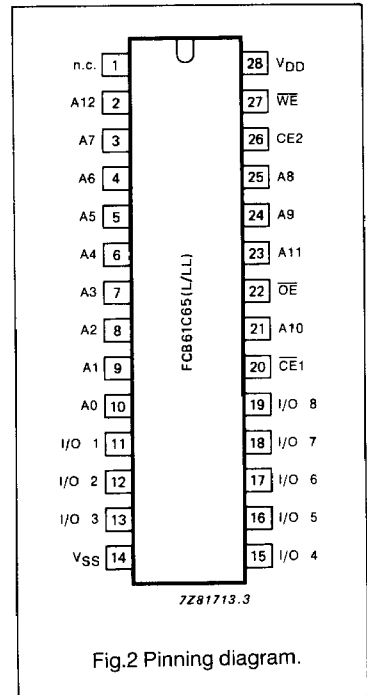 n.c. 1 28 VDD
A12 2 27 WE
A7 3 26 CE2
A6 4 25 A8
A5 5 24 A9
A4 6 23 A11
A3 7 22 OE
A2 8 21 A10
A1 9 20 CE1
A0 10 19 I/O 8
I/O 1 11 18 I/O 7
I/O 2 12 17 I/O 6
I/O 3 13 16 I/O 5
VSS 14 15 I/O 4
FCB61C65(L/LL)
7Z81713.3
Fig.2 Pinning diagram.